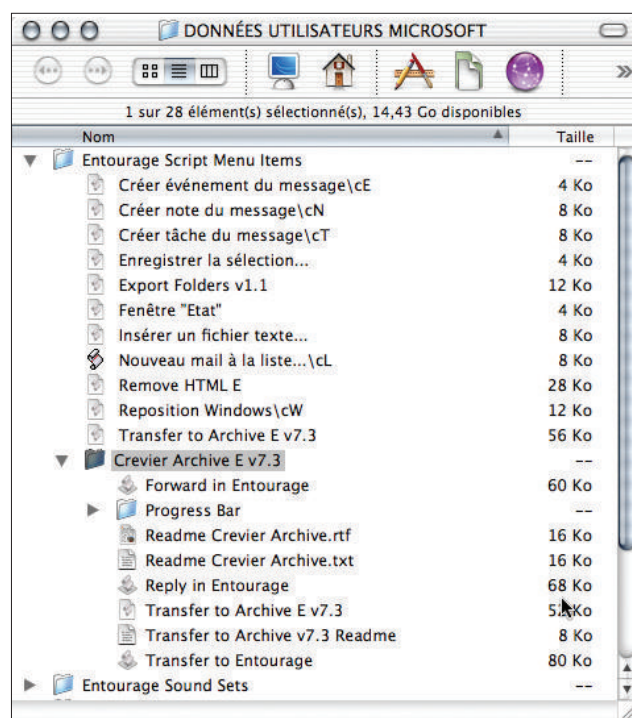 DONNÉES UTILISATEURS MICROSOFT
1 sur 28 élément(s) sélectionné(s), 14,43 Go disponibles
Nom Taille
Entourage Script Menu Items --
Créer événement du message\cE 4 Ko
Créer note du message\cN 8 Ko
Créer tâche du message\cT 8 Ko
Enregistrer la sélection... 4 Ko
Export Folders v1.1 12 Ko
Fenêtre "Etat" 4 Ko
Insérer un fichier texte... 8 Ko
Nouveau mail à la liste...\cL 8 Ko
Remove HTML E 28 Ko
Reposition Windows\cW 12 Ko
Transfer to Archive E v7.3 56 Ko
Crevier Archive E v7.3 --
Forward in Entourage 60 Ko
Progress Bar --
Readme Crevier Archive.rtf 16 Ko
Readme Crevier Archive.txt 16 Ko
Reply in Entourage 68 Ko
Transfer to Archive E v7.3 52 Ko
Transfer to Archive v7.3 Readme 8 Ko
Transfer to Entourage 80 Ko
Entourage Sound Sets --